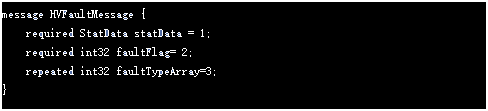 message HVFaultMessage {
    required StatData statData = 1;
    required int32 faultFlag= 2;
    repeated int32 faultTypeArray=3;
}